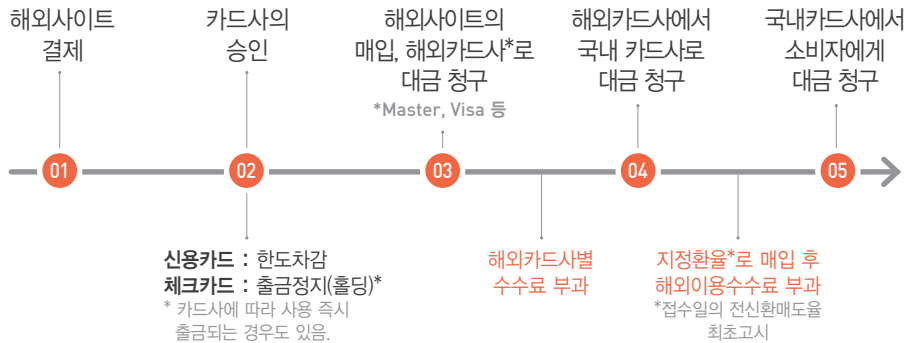 해외사이트
결제
카드사의
승인
해외사이트의
매입, 해외카드사*로
대금 청구
*Master, Visa 등
해외카드사에서
국내 카드사로
대금 청구
국내카드사에서
소비자에게
대금 청구
01
02
03
04
05
신용카드 : 한도차감
체크카드 : 출금정지(홀딩)*
* 카드사에 따라 사용 즉시
출금되는 경우도 있음.
해외카드사별
수수료 부과
지정환율*로 매입 후
해외이용수수료 부과
*접수일의 전신환매도율
최초고시